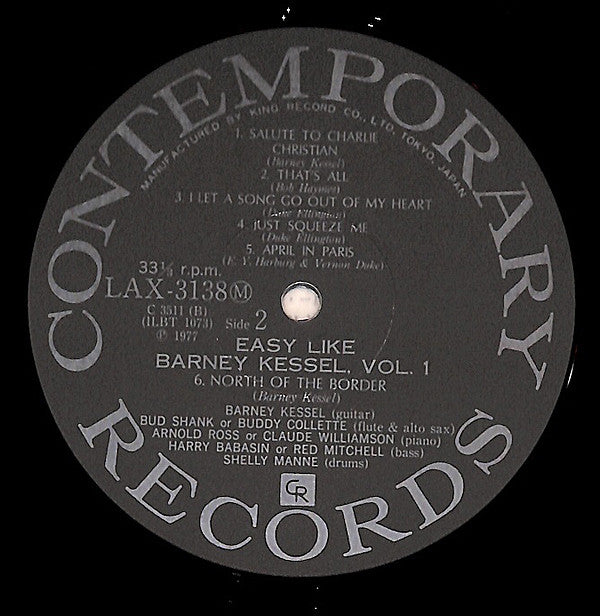 CONTEMPORARY
MANUFACTURED BY KING RECORD CO., LTD, TOKYO, JAPAN
1. SALUTE TO CHARLIE
CHRISTIAN
(Barney Kessel)
2. THAT'S ALL
(Bob Haymes)
3. I LET A SONG GO OUT OF MY HEART
(Duke Ellington)
4. JUST SQUEEZE ME
(Duke Ellington)
5. APRIL IN PARIS
(E. Y. Harburg & Vernon Duke)
33⅓ r.p.m.
LAX-3138 Ⓜ
C 3511 (B)
(ILBT 1073) Side 2
Ⓟ 1977
EASY LIKE
BARNEY KESSEL, VOL. 1
6. NORTH OF THE BORDER
(Barney Kessel)
BARNEY KESSEL (guitar)
BUD SHANK or BUDDY COLLETTE (flute & alto sax)
ARNOLD ROSS or CLAUDE WILLIAMSON (piano)
HARRY BABASIN or RED MITCHELL (bass)
SHELLY MANNE (drums)
CR
RECORDS